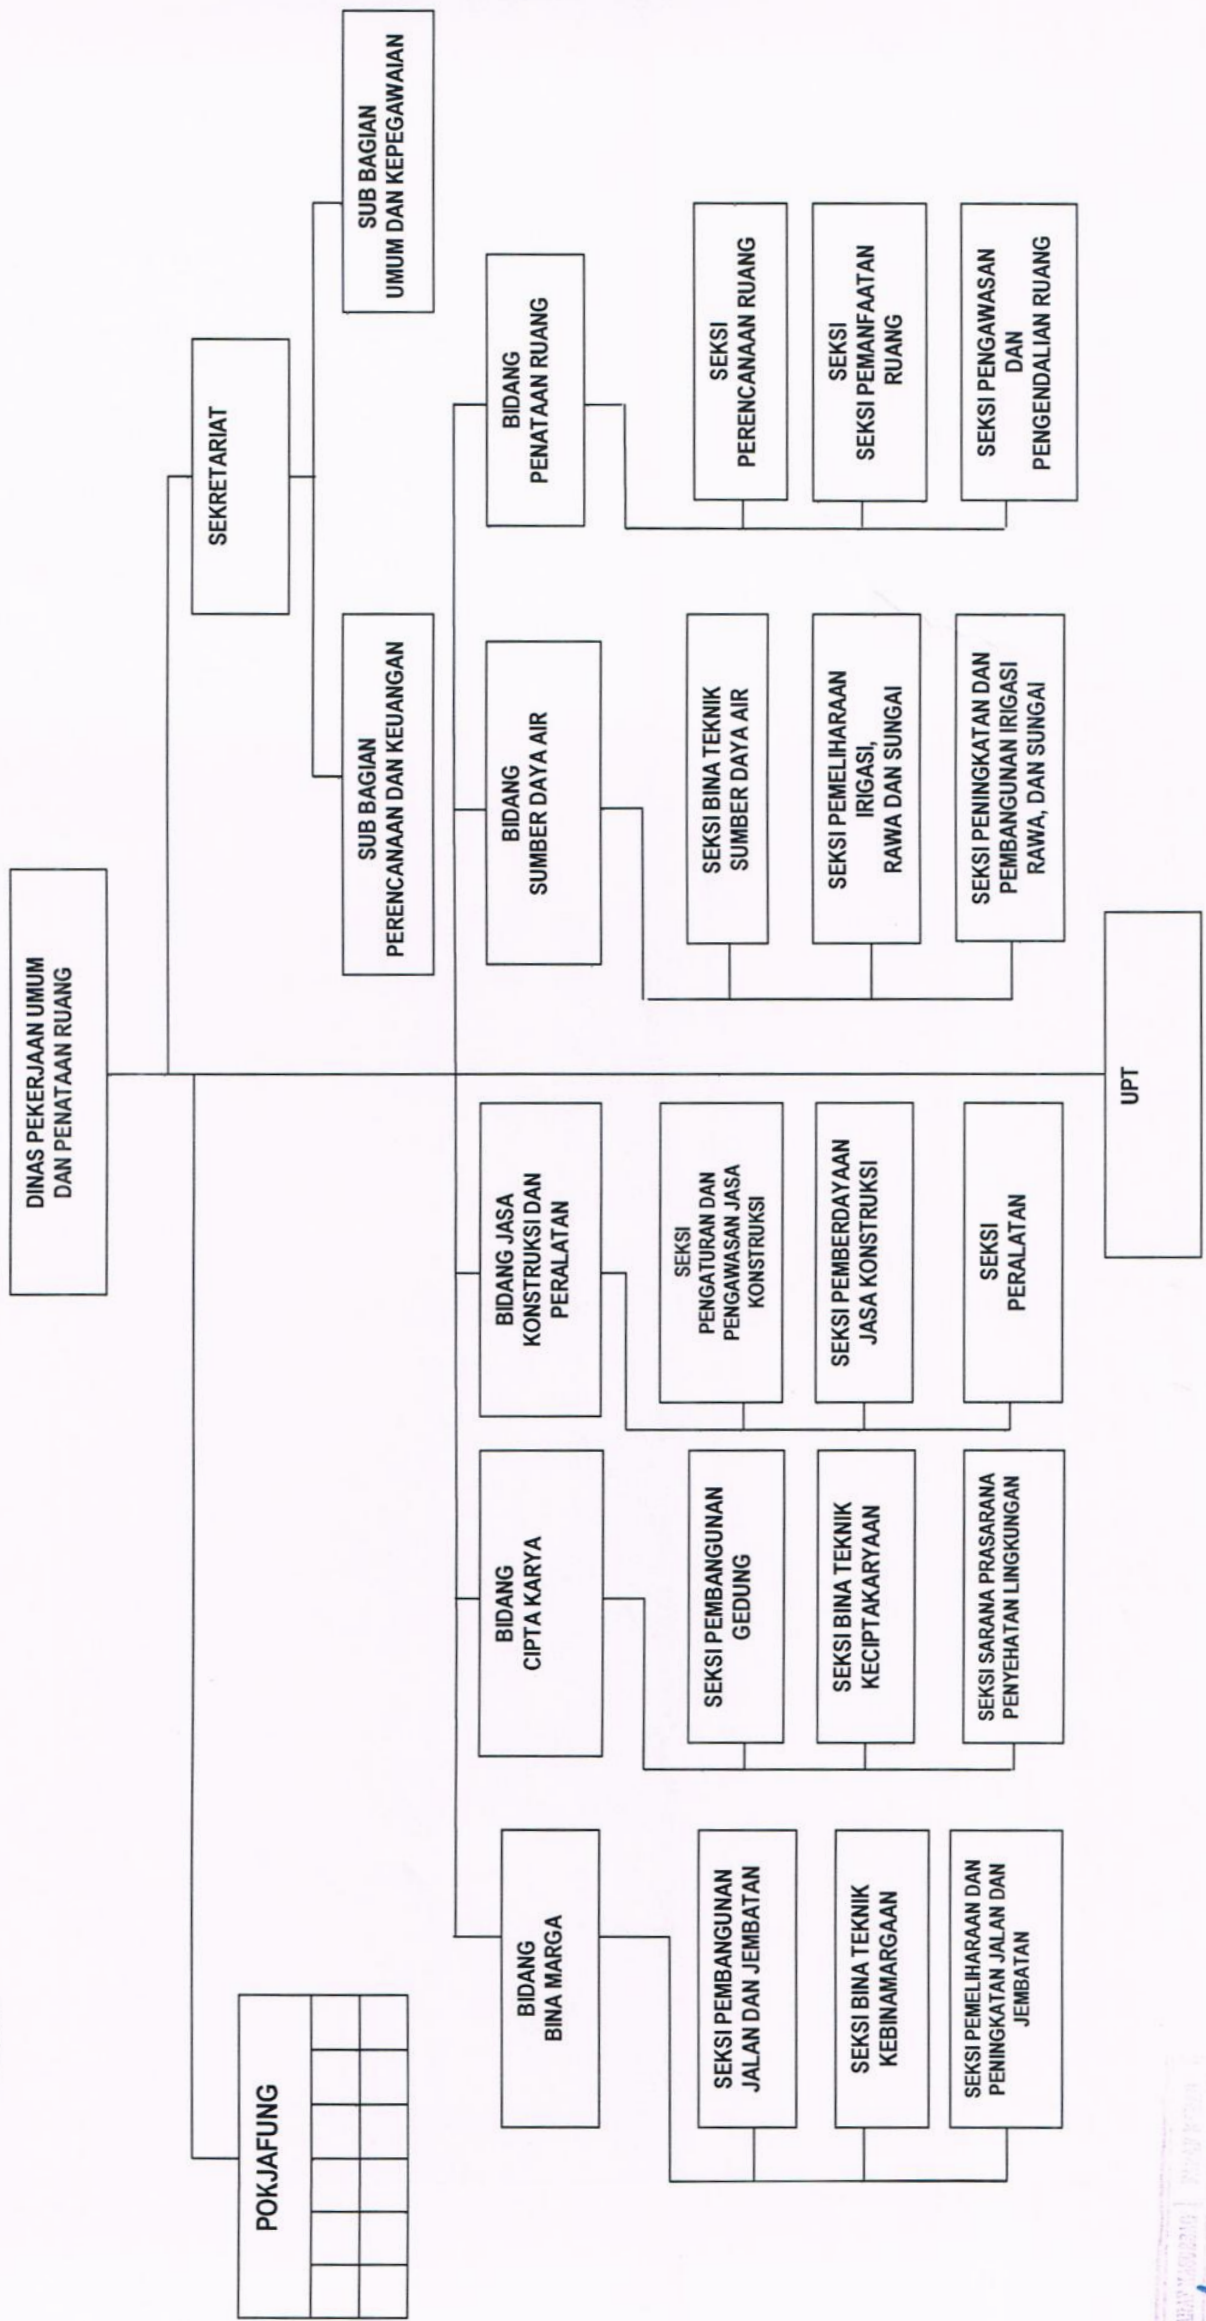 DINAS PEKERJAAN UMUM
DAN PENATAAN RUANG
POKJAFUNG
SEKRETARIAT
SUB BAGIAN
PERENCANAAN DAN KEUANGAN
SUB BAGIAN
UMUM DAN KEPEGAWAIAN
BIDANG
BINA MARGA
BIDANG
CIPTA KARYA
BIDANG JASA
KONSTRUKSI DAN
PERALATAN
BIDANG
SUMBER DAYA AIR
BIDANG
PENATAAN RUANG
SEKSI PEMBANGUNAN
JALAN DAN JEMBATAN
SEKSI BINA TEKNIK
KEBINAMARGAAN
SEKSI PEMELIHARAAN DAN
PENINGKATAN JALAN DAN
JEMBATAN
SEKSI PEMBANGUNAN
GEDUNG
SEKSI BINA TEKNIK
KECIPTAKARYAAN
SEKSI SARANA PRASARANA
PENYEHATAN LINGKUNGAN
SEKSI
PENGATURAN DAN
PENGAWASAN JASA
KONSTRUKSI
SEKSI PEMBERDAYAAN
JASA KONSTRUKSI
SEKSI
PERALATAN
SEKSI BINA TEKNIK
SUMBER DAYA AIR
SEKSI PEMELIHARAAN
IRIGASI,
RAWA DAN SUNGAI
SEKSI PENINGKATAN DAN
PEMBANGUNAN IRIGASI
RAWA, DAN SUNGAI
SEKSI
PERENCANAAN RUANG
SEKSI
SEKSI PEMANFAATAN
RUANG
SEKSI PENGAWASAN
DAN
PENGENDALIAN RUANG
UPT